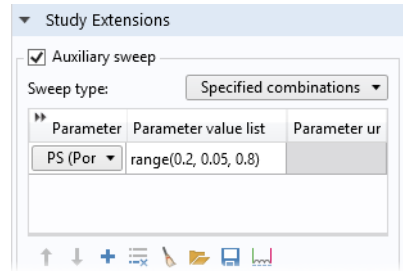 Study Extensions
Auxiliary sweep
Sweep type: Specified combinations
Parameter Parameter value list Parameter ur
PS (Por range(0.2, 0.05, 0.8)